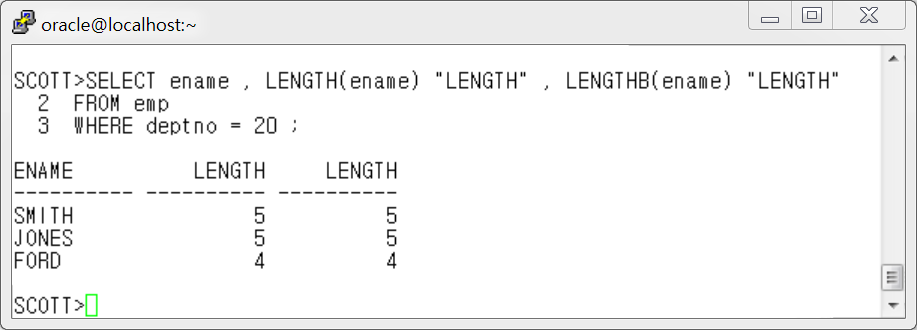 oracle@localhost:~
SCOTT>SELECT ename , LENGTH(ename) "LENGTH" , LENGTHB(ename) "LENGTH"
  2  FROM emp
  3  WHERE deptno = 20 ;
ENAME          LENGTH     LENGTH
---------- ---------- ----------
SMITH               5          5
JONES               5          5
FORD                4          4
SCOTT>